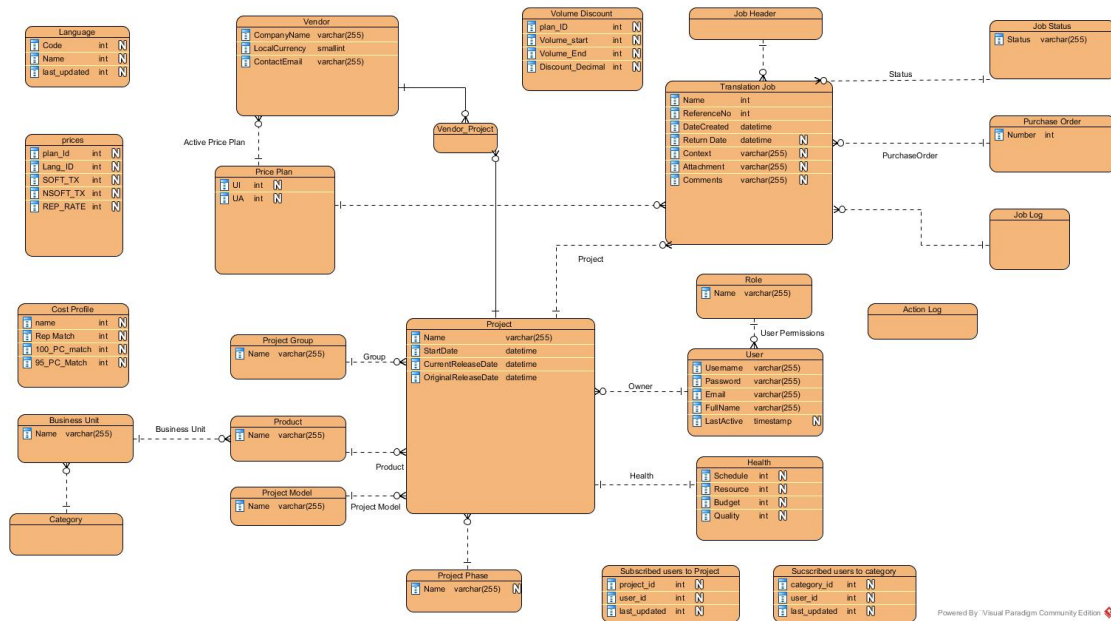 Language
Code int N
Name int N
last_updated int N
Vendor
CompanyName varchar(255)
LocalCurrency smallint
ContactEmail varchar(255)
Volume Discount
plan_ID int N
Volume_start int N
Volume_End int N
Discount_Decimal int N
Job Header
Job Status
Status varchar(255)
Status
Translation Job
Name int
ReferenceNo int
DateCreated datetime
Return Date datetime N
Context varchar(255) N
Attachment varchar(255) N
Comments varchar(255) N
Purchase Order
Number int
PurchaseOrder
Vendor_Project
prices
plan_Id int N
Lang_ID int N
SOFT_TX int N
NSOFT_TX int N
REP_RATE int N
Active Price Plan
Price Plan
UI int N
UA int N
Job Log
Project
Role
Name varchar(255)
User Permissions
Action Log
Cost Profile
name int N
Rep Match int N
100_PC_match int N
95_PC_Match int N
Project Group
Name varchar(255)
Group
Project
Name varchar(255)
StartDate datetime
CurrentReleaseDate datetime
OriginalReleaseDate datetime
Owner
User
Username varchar(255)
Password varchar(255)
Email varchar(255)
FullName varchar(255)
LastActive timestamp N
Business Unit
Name varchar(255)
Business Unit
Product
Name varchar(255)
Product
Health
Health
Schedule int N
Resource int N
Budget int N
Quality int N
Project Model
Name varchar(255)
Project Model
Category
Project Phase
Name varchar(255) N
Subscribed users to Project
project_id int N
user_id int N
last_updated int N
Sucscribed users to category
category_id int N
user_id int N
last_updated int N
Powered By Visual Paradigm Community Edition